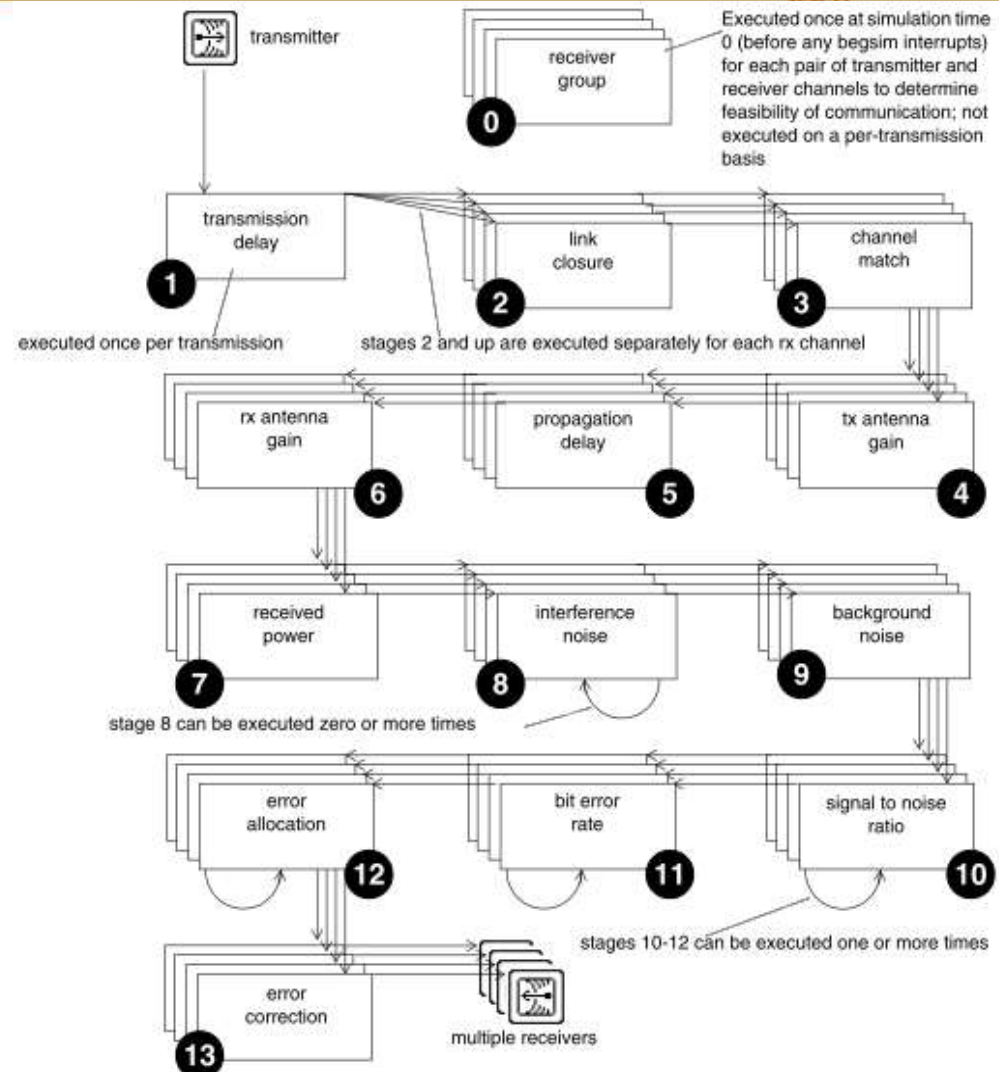 transmitter
receiver
group
0
Executed once at simulation time
0 (before any begsim interrupts)
for each pair of transmitter and
receiver channels to determine
feasibility of communication; not
executed on a per-transmission
basis
transmission
delay
1
link
closure
2
channel
match
3
executed once per transmission
stages 2 and up are executed separately for each rx channel
rx antenna
gain
6
propagation
delay
5
tx antenna
gain
4
received
power
7
interference
noise
8
background
noise
9
stage 8 can be executed zero or more times
error
allocation
12
bit error
rate
11
signal to noise
ratio
10
stages 10-12 can be executed one or more times
error
correction
13
multiple receivers